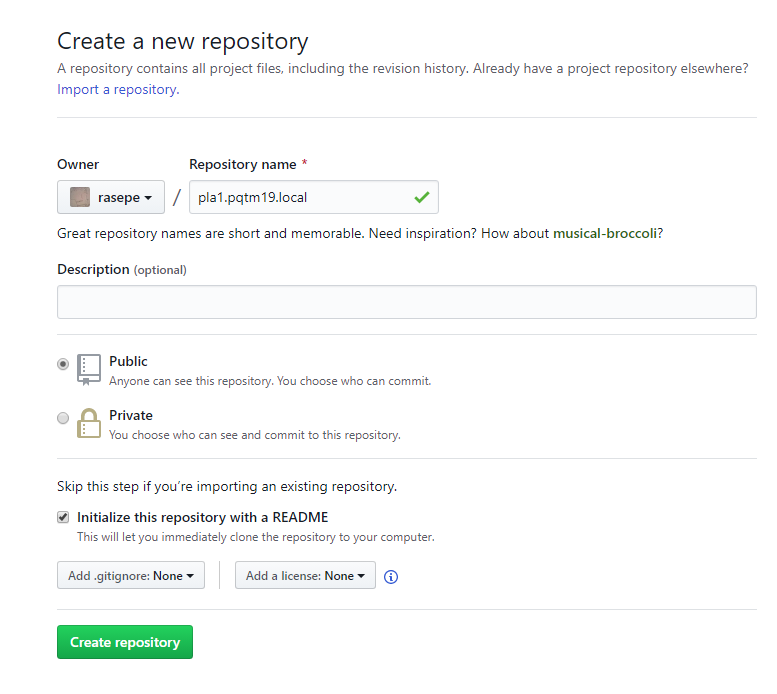 Create a new repository
A repository contains all project files, including the revision history. Already have a project repository elsewhere?
Import a repository.
Owner Repository name *
rasepe / pla1.pqtm19.local
Great repository names are short and memorable. Need inspiration? How about musical-broccoli?
Description (optional)
Public
Anyone can see this repository. You choose who can commit.
Private
You choose who can see and commit to this repository.
Skip this step if you’re importing an existing repository.
Initialize this repository with a README
This will let you immediately clone the repository to your computer.
Add .gitignore: None Add a license: None
Create repository